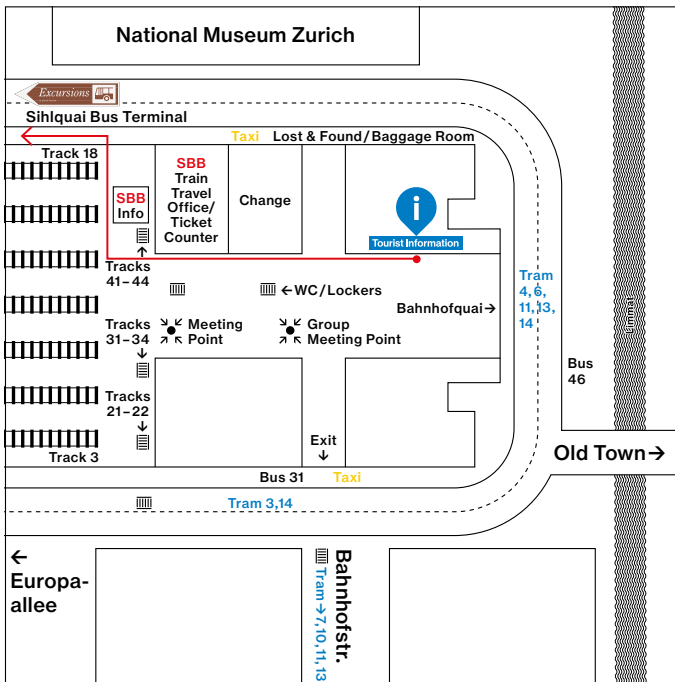 National Museum Zurich
Excursions
Sihlquai Bus Terminal
Taxi Lost & Found/Baggage Room
Track 18
SBB
Info
SBB
Train
Travel
Office/
Ticket
Counter
Change
i
Tourist Information
Tracks
41–44
←WC/Lockers
Tram
4, 6,
11, 13,
14
Limmat
Bahnhofquai→
Tracks
31–34
Meeting
Point
Group
Meeting Point
Bus
46
Tracks
21–22
Track 3
Exit
Old Town→
Bus 31 Taxi
Tram 3,14
←
Europa-
allee
Bahnhofstr.
Tram→7,10,11,13